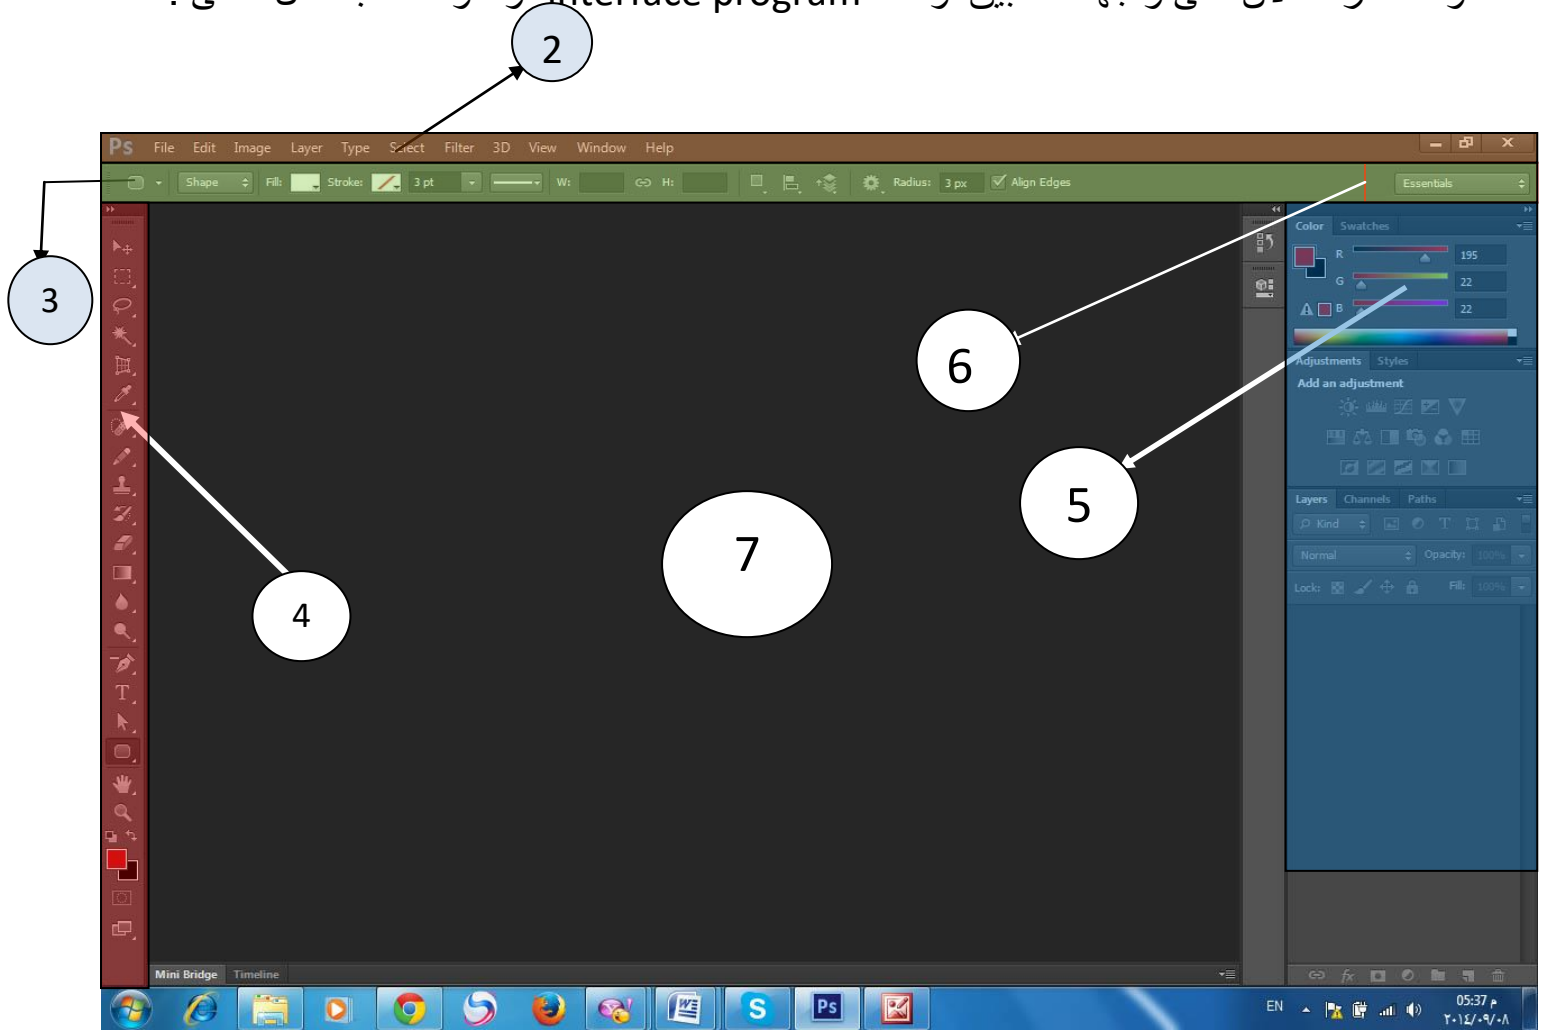 interface program
2
Ps File Edit Image Layer Type Select Filter 3D View Window Help
Shape Fill: Stroke: 3 pt W: H: Radius: 3 px Align Edges Essentials
3
Color Swatches
R 195
G 22
B 22
6
Adjustments Styles
Add an adjustment
5
Layers Channels Paths
Kind
7
Normal Opacity: 100%
Lock: Fill: 100%
4
T
Mini Bridge Timeline
fx
EN 05:37 م
٢٠١٤/٠٩/٠٨